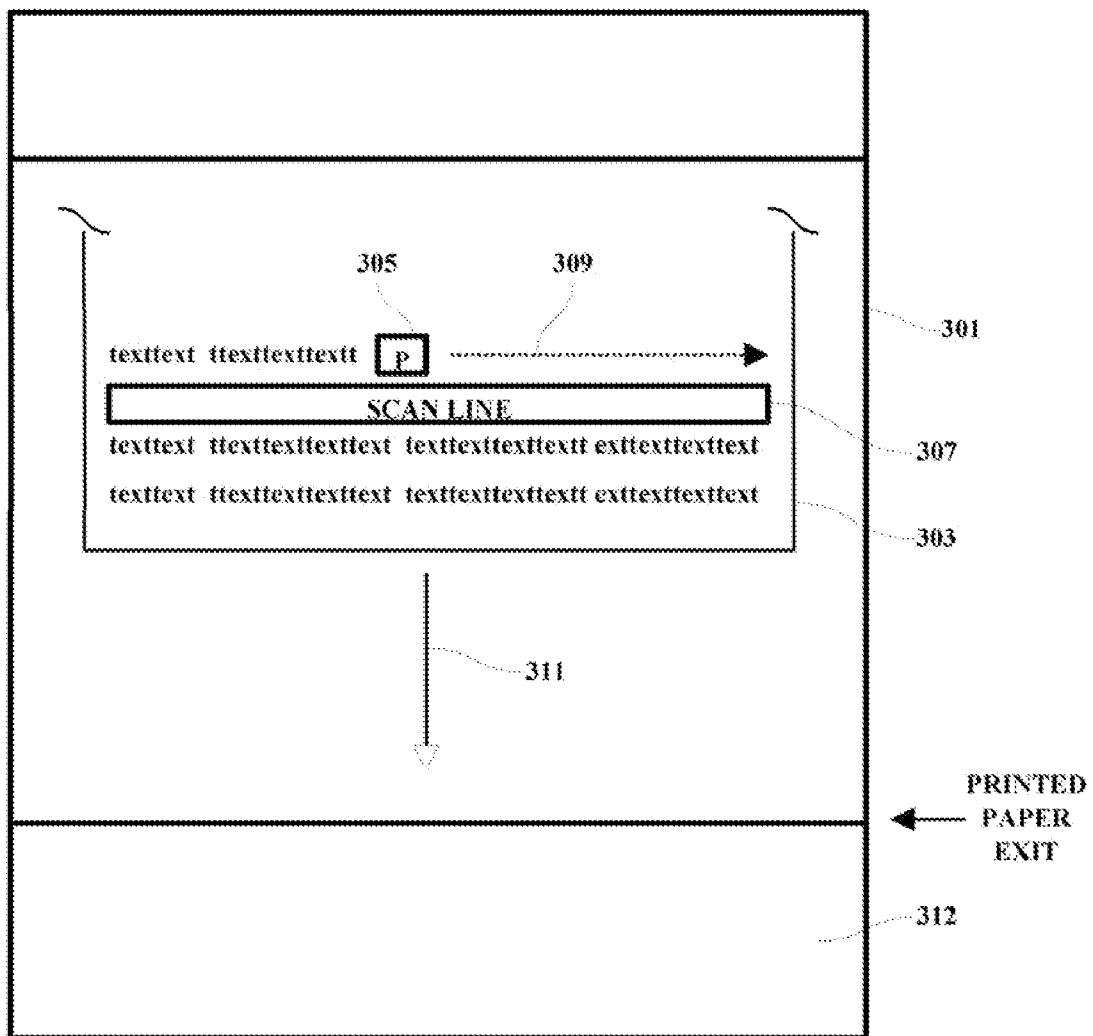 305
309
301
texttext ttexttexttextt P
SCAN LINE
307
texttext ttexttexttexttext texttexttexttextt exttexttexttext
texttext ttexttexttexttext texttexttexttextt exttexttexttext
303
311
PRINTED
PAPER
EXIT
312